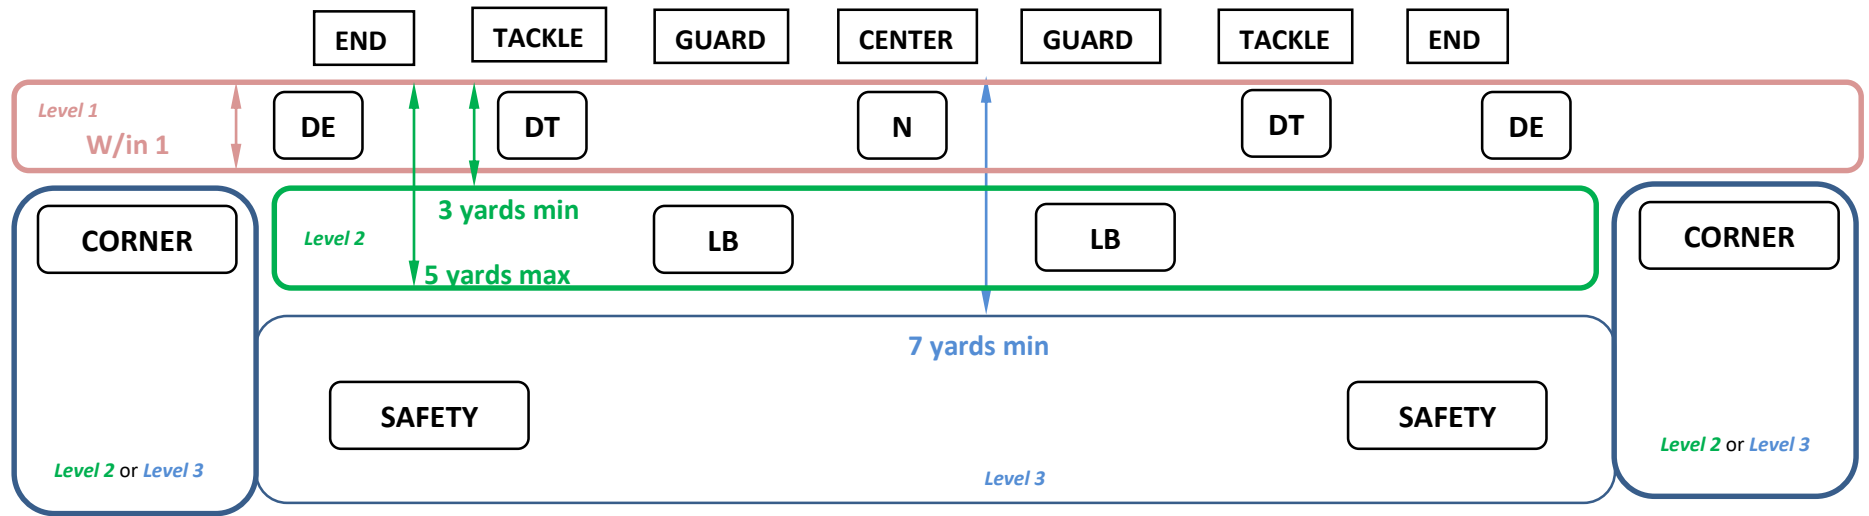 END TACKLE GUARD CENTER GUARD TACKLE END
Level 1
W/in 1
DE DT N DT DE
3 yards min
CORNER Level 2 LB LB CORNER
5 yards max
7 yards min
SAFETY SAFETY
Level 2 or Level 3 Level 3 Level 2 or Level 3